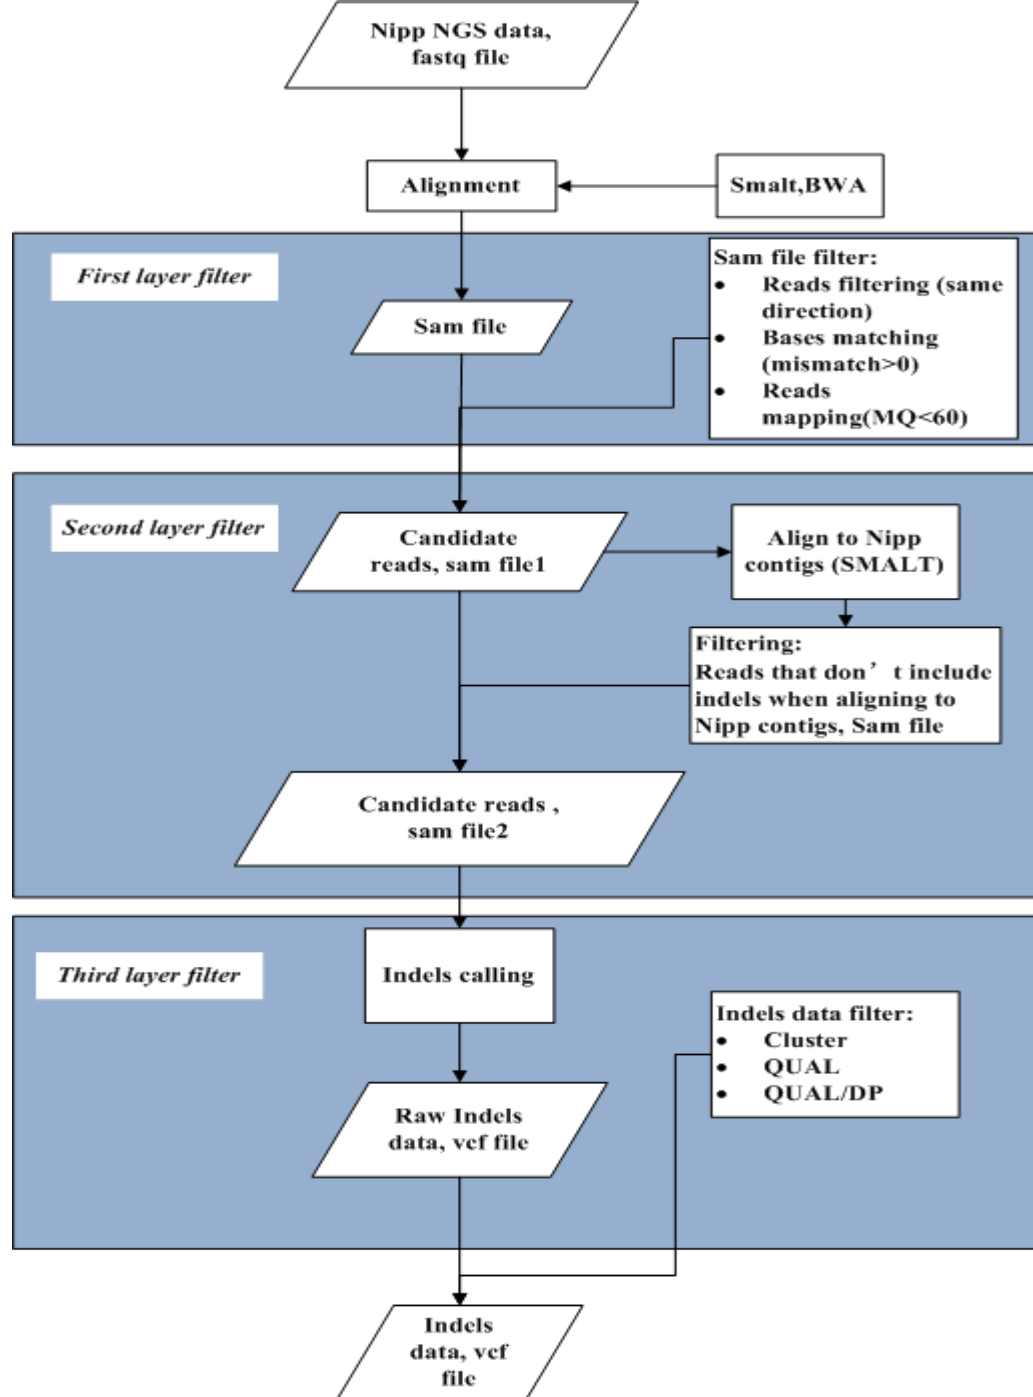 Nipp NGS data,
fastq file
Alignment
Smalt,BWA
First layer filter
Sam file filter:
• Reads filtering (same
direction)
• Bases matching
(mismatch>0)
• Reads
mapping(MQ<60)
Sam file
Second layer filter
Candidate
reads, sam file1
Align to Nipp
contigs (SMALT)
Filtering:
Reads that don’t include
indels when aligning to
Nipp contigs, Sam file
Candidate reads ,
sam file2
Third layer filter
Indels calling
Indels data filter:
• Cluster
• QUAL
• QUAL/DP
Raw Indels
data, vcf file
Indels
data, vcf
file